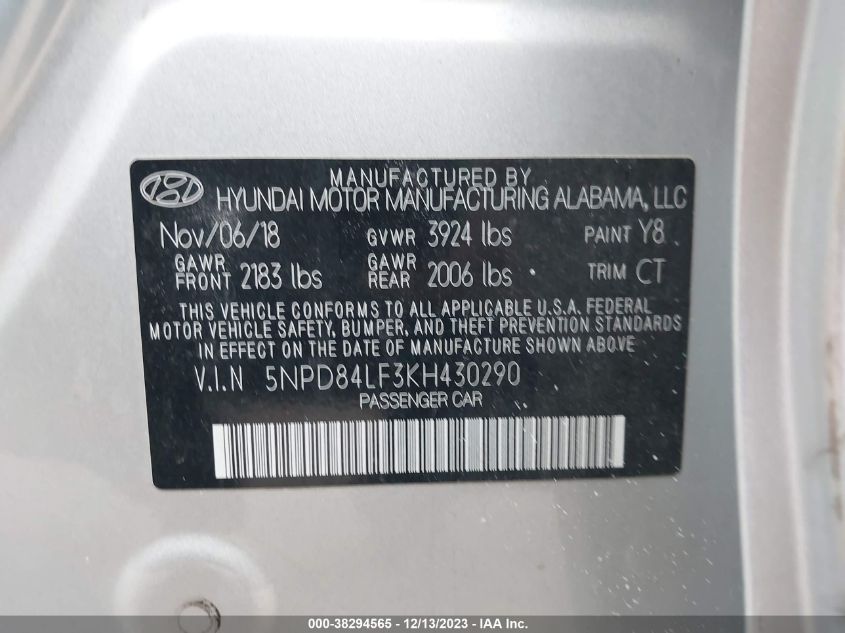 MANUFACTURED BY
HYUNDAI MOTOR MANUFACTURING ALABAMA, LLC
Nov/06/18 GVWR 3924 lbs PAINT Y8
GAWR FRONT 2183 lbs GAWR REAR 2006 lbs TRIM CT
THIS VEHICLE CONFORMS TO ALL APPLICABLE U.S.A. FEDERAL
MOTOR VEHICLE SAFETY, BUMPER, AND THEFT PREVENTION STANDARDS
IN EFFECT ON THE DATE OF MANUFACTURE SHOWN ABOVE.
V.I.N 5NPD84LF3KH430290
PASSENGER CAR
000-38294565 - 12/13/2023 - IAA Inc.